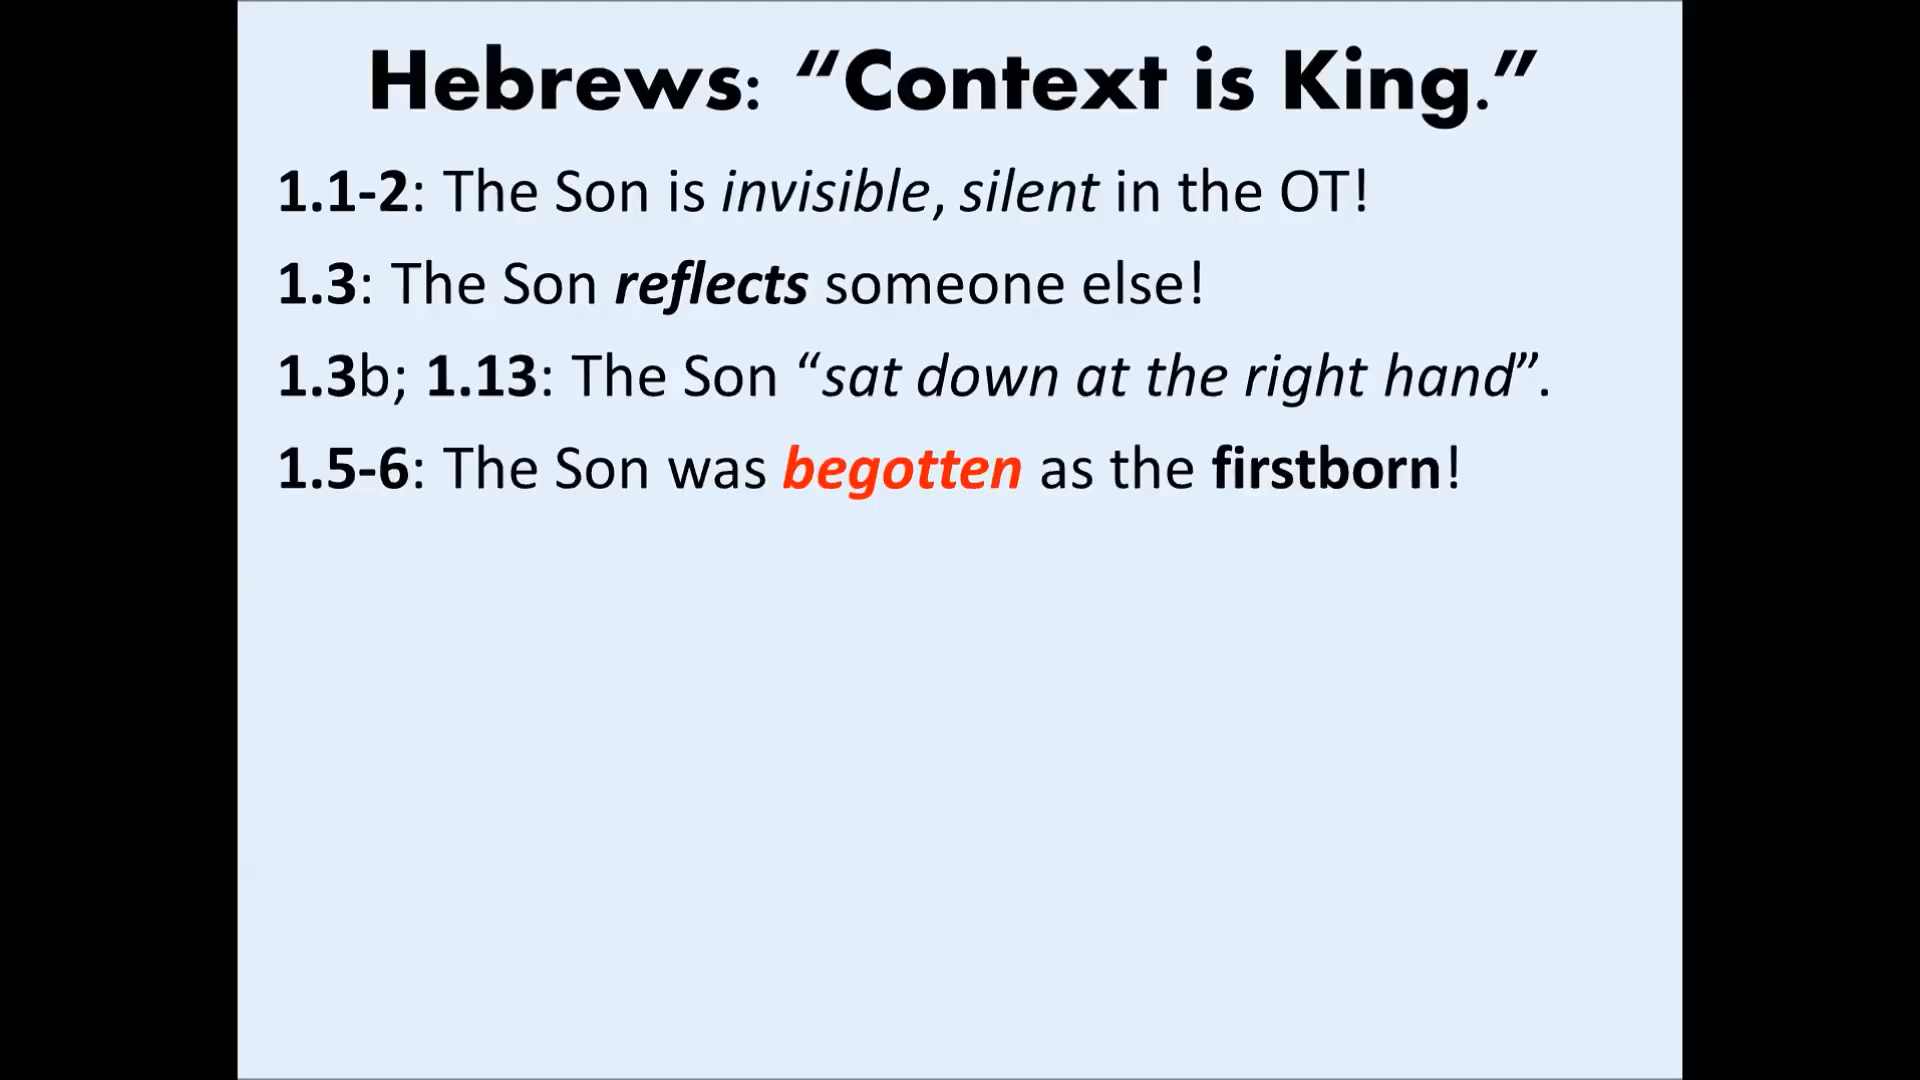 Hebrews: “Context is King.”
1.1-2: The Son is invisible, silent in the OT!
1.3: The Son reflects someone else!
1.3b; 1.13: The Son “sat down at the right hand”.
1.5-6: The Son was begotten as the firstborn!